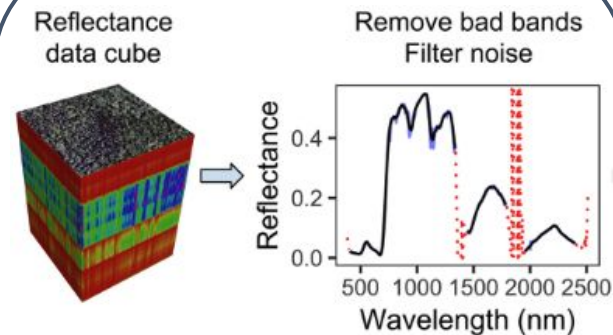 Reflectance
data cube
Remove bad bands
Filter noise
Reflectance
0.4
0.2
0.0
500 1000 1500 2000 2500
Wavelength (nm)